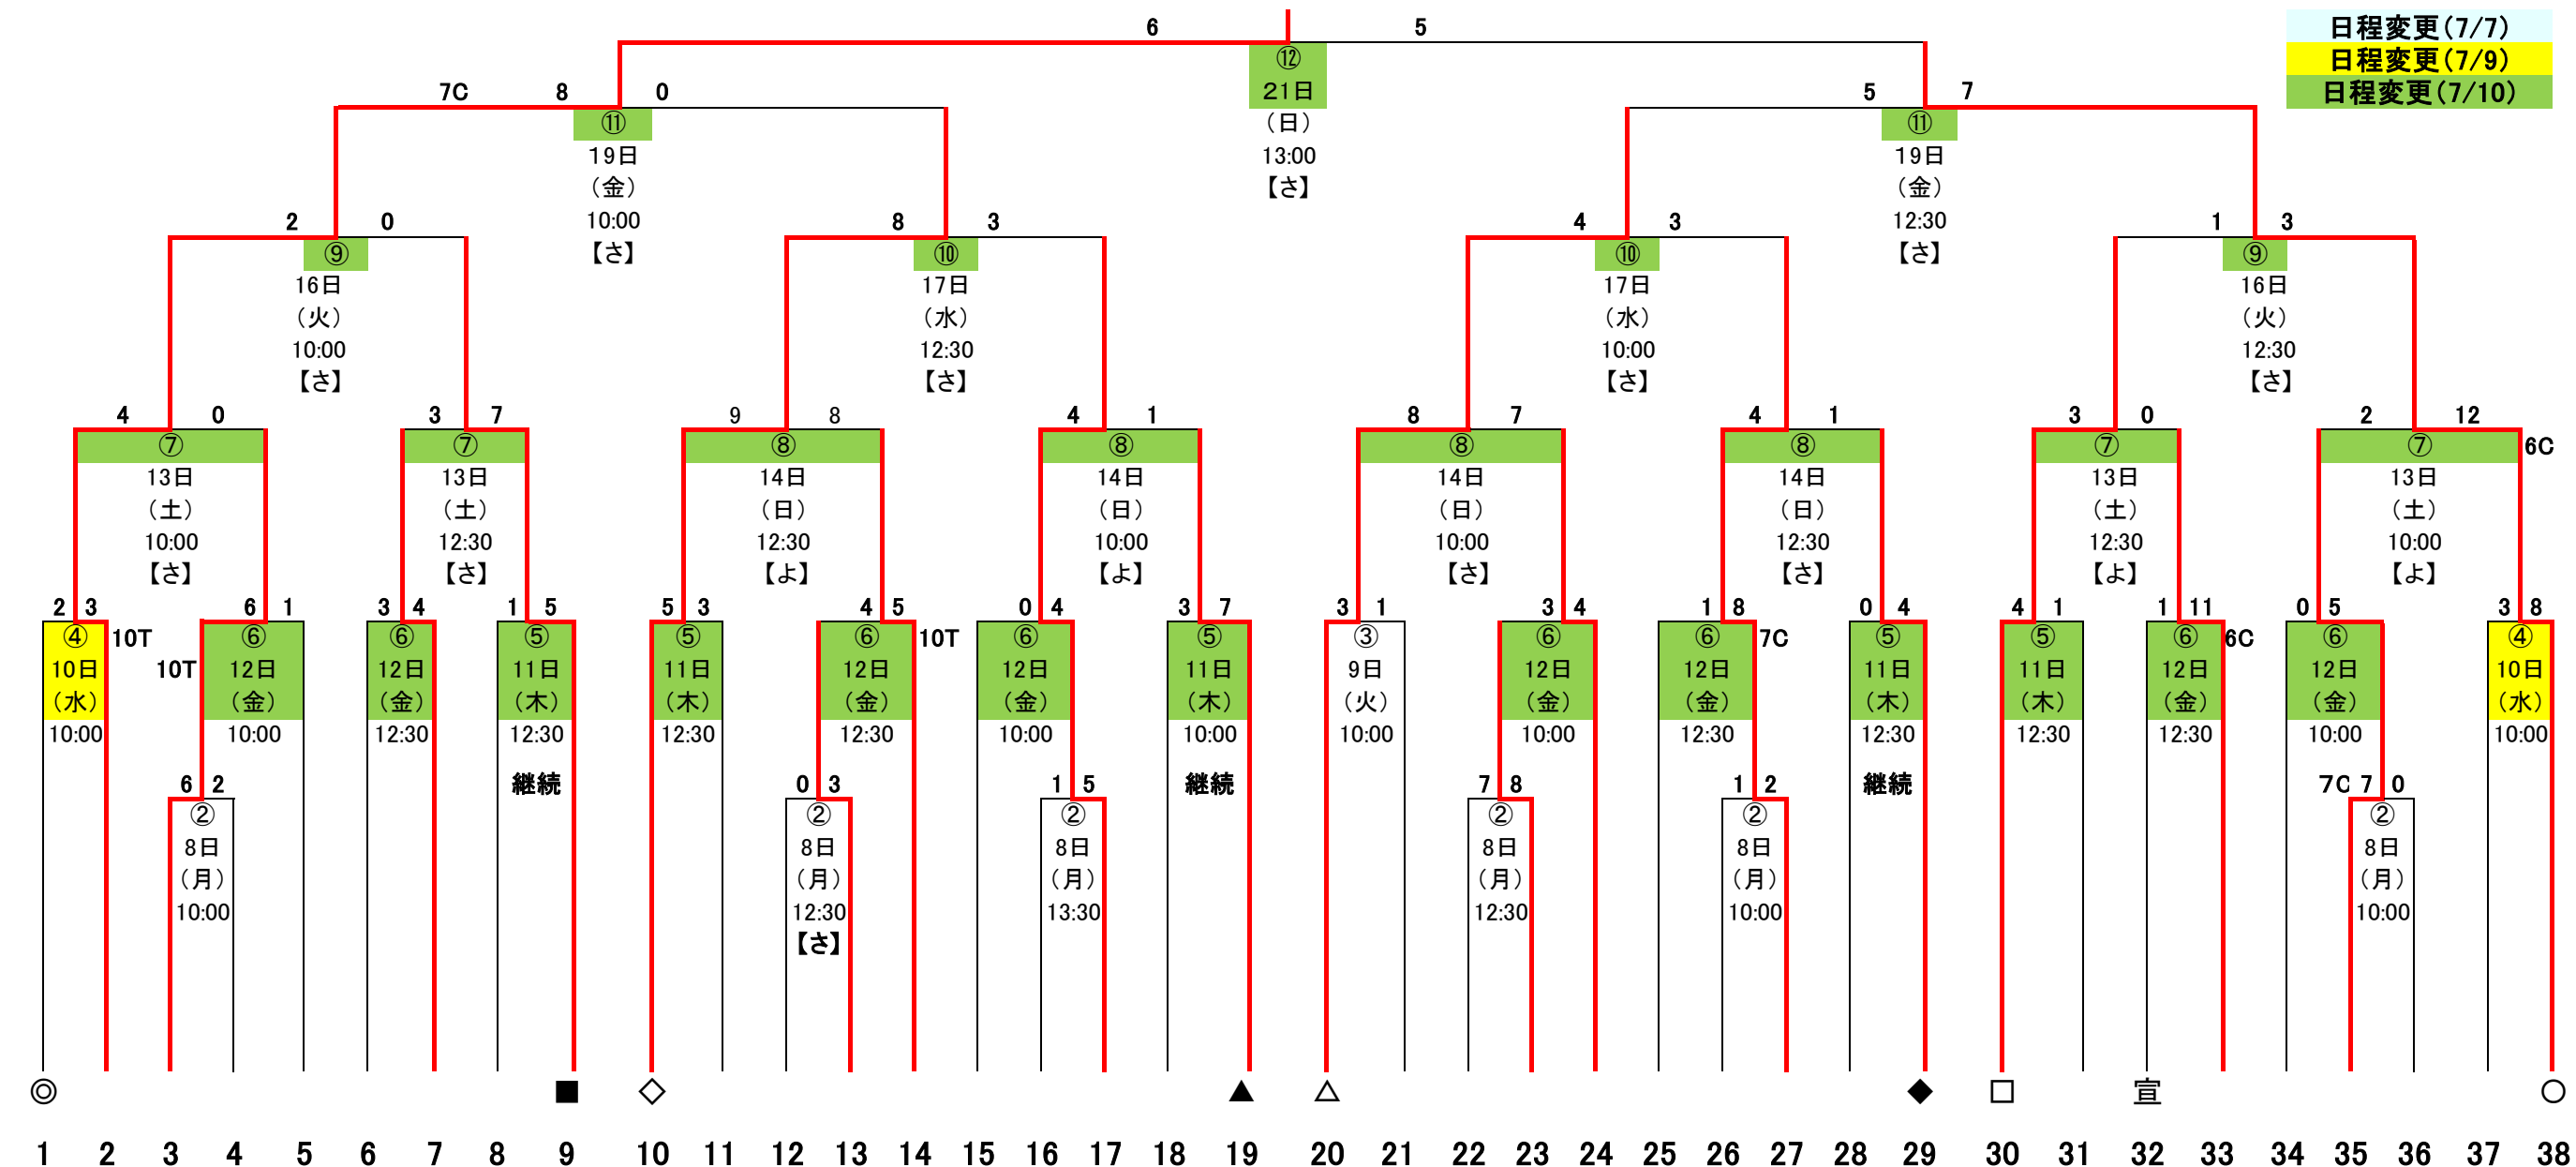 6 5
日程変更(7/7)
日程変更(7/9)
日程変更(7/10)
⑫
21日
(日)
13:00
【さ】
7C 8 0
⑪
19日
(金)
10:00
【さ】
5 7
⑪
19日
(金)
12:30
【さ】
2 0
⑨
16日
(火)
10:00
【さ】
8 3
⑩
17日
(水)
12:30
【さ】
4 3
⑩
17日
(水)
10:00
【さ】
1 3
⑨
16日
(火)
12:30
【さ】
4 0
⑦
13日
(土)
10:00
【さ】
3 7
⑦
13日
(土)
12:30
【さ】
9 8
⑧
14日
(日)
12:30
【よ】
4 1
⑧
14日
(日)
10:00
【よ】
8 7
⑧
14日
(日)
10:00
【さ】
4 1
⑧
14日
(日)
12:30
【さ】
3 0
⑦
13日
(土)
12:30
【よ】
2 12
⑦ 6C
13日
(土)
10:00
【よ】
2 3
④ 10T
10日
(水)
10:00
6 1
⑥
10T 12日
(金)
10:00
3 4
⑥
12日
(金)
12:30
1 5
⑤
11日
(木)
12:30
継続
5 3
⑤
11日
(木)
12:30
4 5
⑥ 10T
12日
(金)
12:30
0 4
⑥
12日
(金)
10:00
3 7
⑤
11日
(木)
10:00
継続
3 1
③
9日
(火)
10:00
3 4
⑥
12日
(金)
10:00
1 8
⑥ 7C
12日
(金)
12:30
0 4
⑤
11日
(木)
12:30
継続
4 1
⑤
11日
(木)
12:30
1 11
⑥ 6C
12日
(金)
12:30
0 5
⑥
12日
(金)
10:00
3 8
④
10日
(水)
10:00
6 2
②
8日
(月)
10:00
0 3
②
8日
(月)
12:30
【さ】
1 5
②
8日
(月)
13:30
7 8
②
8日
(月)
12:30
1 2
②
8日
(月)
10:00
7C 7 0
②
8日
(月)
10:00
◎ ■ ◇ ▲ △ ◆ □ 宣 ○
1 2 3 4 5 6 7 8 9 10 11 12 13 14 15 16 17 18 19 20 21 22 23 24 25 26 27 28 29 30 31 32 33 34 35 36 37 38